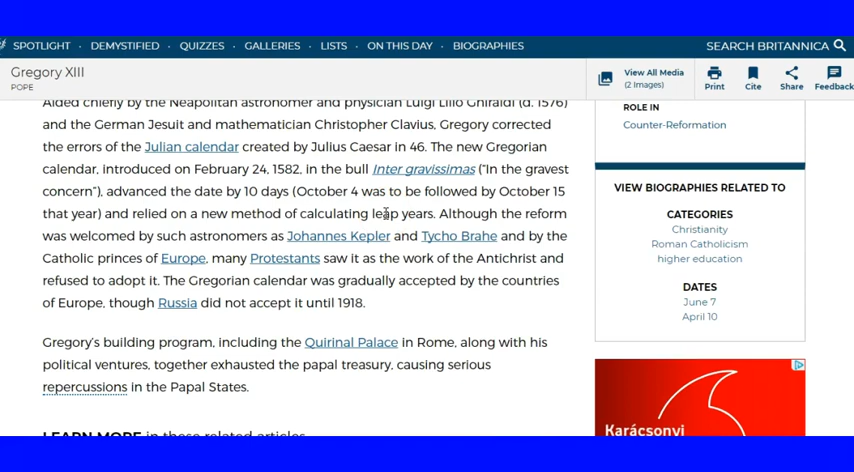 SPOTLIGHT · DEMYSTIFIED · QUIZZES · GALLERIES · LISTS · ON THIS DAY · BIOGRAPHIES SEARCH BRITANNICA
Gregory XIII
POPE
View All Media
(2 Images)
Print
Cite
Share
Feedback
Aided chiefly by the Neapolitan astronomer and physician Luigi Lilio Ghiraldi (d. 1576)
and the German Jesuit and mathematician Christopher Clavius, Gregory corrected
the errors of the Julian calendar created by Julius Caesar in 46. The new Gregorian
calendar, introduced on February 24, 1582, in the bull Inter gravissimas (“In the gravest
concern”), advanced the date by 10 days (October 4 was to be followed by October 15
that year) and relied on a new method of calculating leap years. Although the reform
was welcomed by such astronomers as Johannes Kepler and Tycho Brahe and by the
Catholic princes of Europe, many Protestants saw it as the work of the Antichrist and
refused to adopt it. The Gregorian calendar was gradually accepted by the countries
of Europe, though Russia did not accept it until 1918.
Gregory’s building program, including the Quirinal Palace in Rome, along with his
political ventures, together exhausted the papal treasury, causing serious
repercussions in the Papal States.
LEARN MORE in these related articles
ROLE IN
Counter-Reformation
VIEW BIOGRAPHIES RELATED TO
CATEGORIES
Christianity
Roman Catholicism
higher education
DATES
June 7
April 10
Karácsonyi